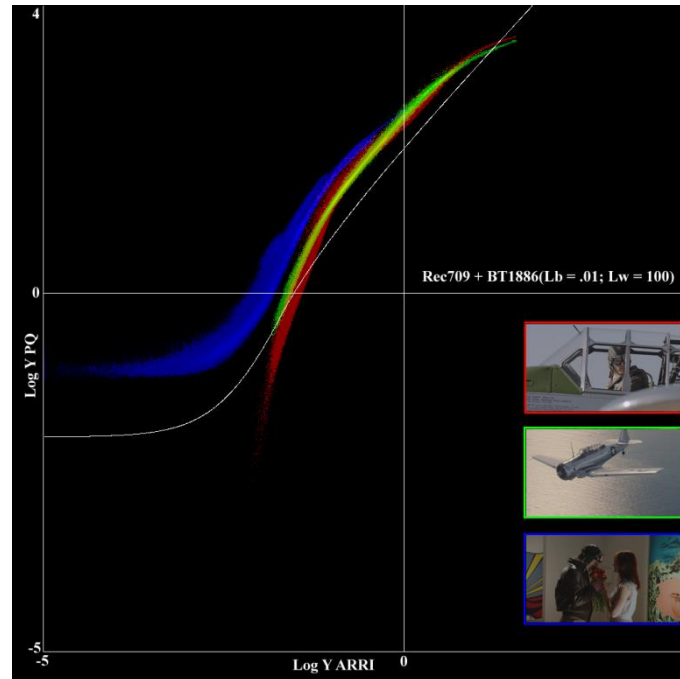 4
Rec709 + BT1886(Lb = .01; Lw = 100)
0
Log Y PQ
-5
-5
Log Y ARRI
0